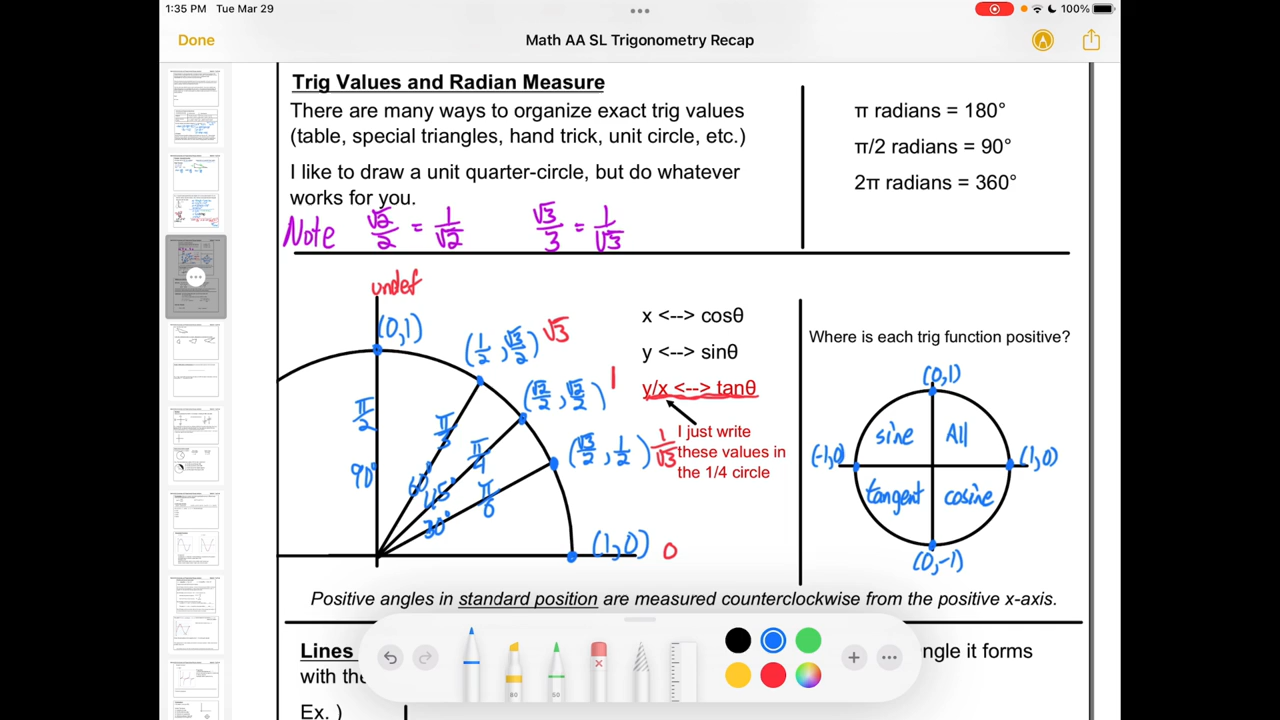 1:35 PM Tue Mar 29
100%
Done
Math AA SL Trigonometry Recap
Trig Values and Radian Measure
There are many ways to organize exact trig values
(table, special triangles, hand trick, unit circle, etc.)
I like to draw a unit quarter-circle, but do whatever
works for you.
Note √2/2 = 1/√2 √3/3 = 1/√3
π radians = 180°
π/2 radians = 90°
2π radians = 360°
undef
(0,1)
(1/2, √3/2) √3
(√2/2, √2/2) 1
(√3/2, 1/2) 1/√3
(1,0) 0
π/2
90°
π/3
60°
π/4
45°
π/6
30°
x <--> cosθ
y <--> sinθ
y/x <--> tanθ
I just write
these values in
the 1/4 circle
Where is each trig function positive?
(0,1)
sine All
(-1,0) (1,0)
tangent cosine
(0,-1)
Positive angles in standard position are measured counterclockwise from the positive x-axis.
Lines
ngle it forms
with the
Ex.
80
50